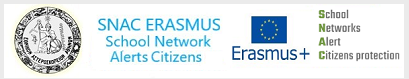 SNAC ERASMUS
School Network
Alerts Citizens
Erasmus+
School
Networks
Alert
Citizens protection